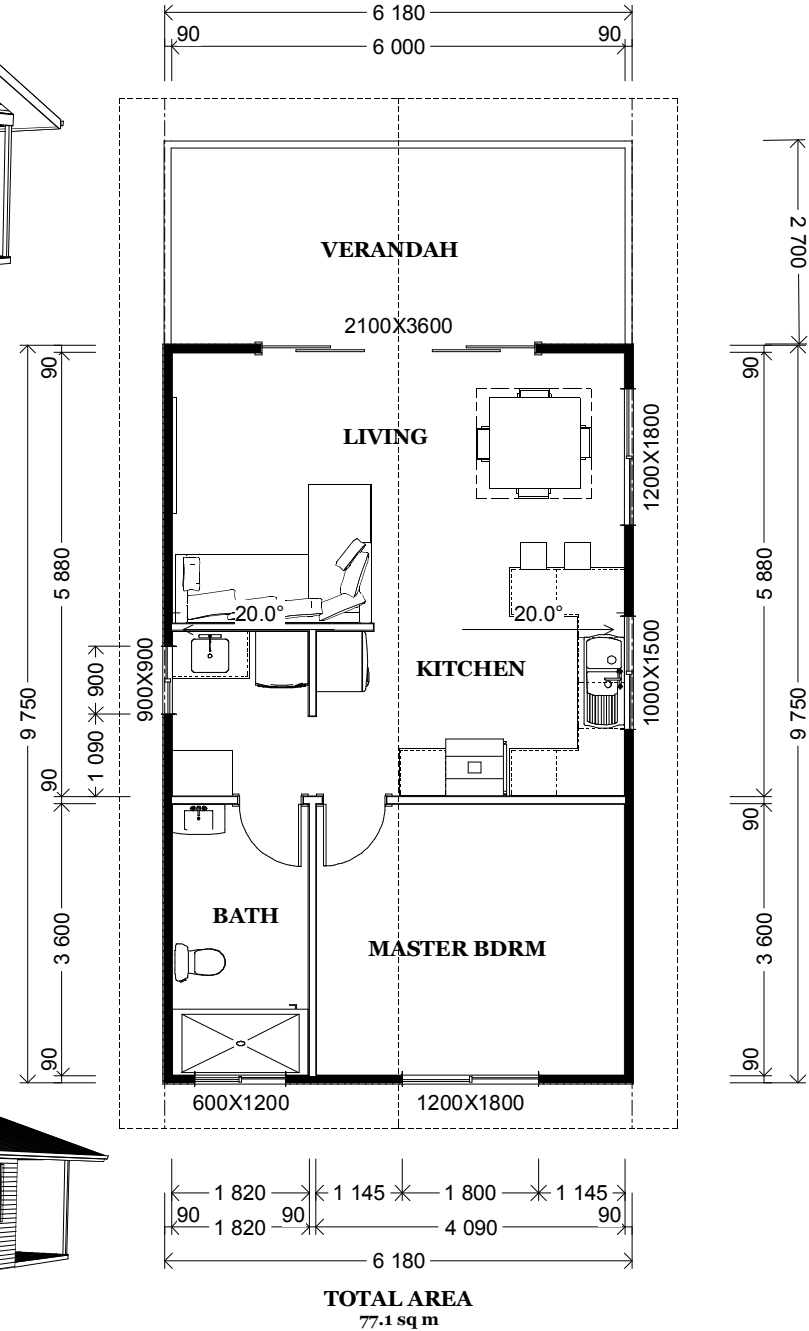 6 180
90
6 000
90
2 700
VERANDAH
2100X3600
90
90
LIVING
1200X1800
5 880
5 880
20.0°
20.0°
KITCHEN
900X900
900
1000X1500
9 750
9 750
1 090
90
90
BATH
MASTER BDRM
3 600
3 600
90
90
600X1200
1200X1800
1 820
1 145
1 800
1 145
90
1 820
90
4 090
90
6 180
TOTAL AREA
77.1 sq m